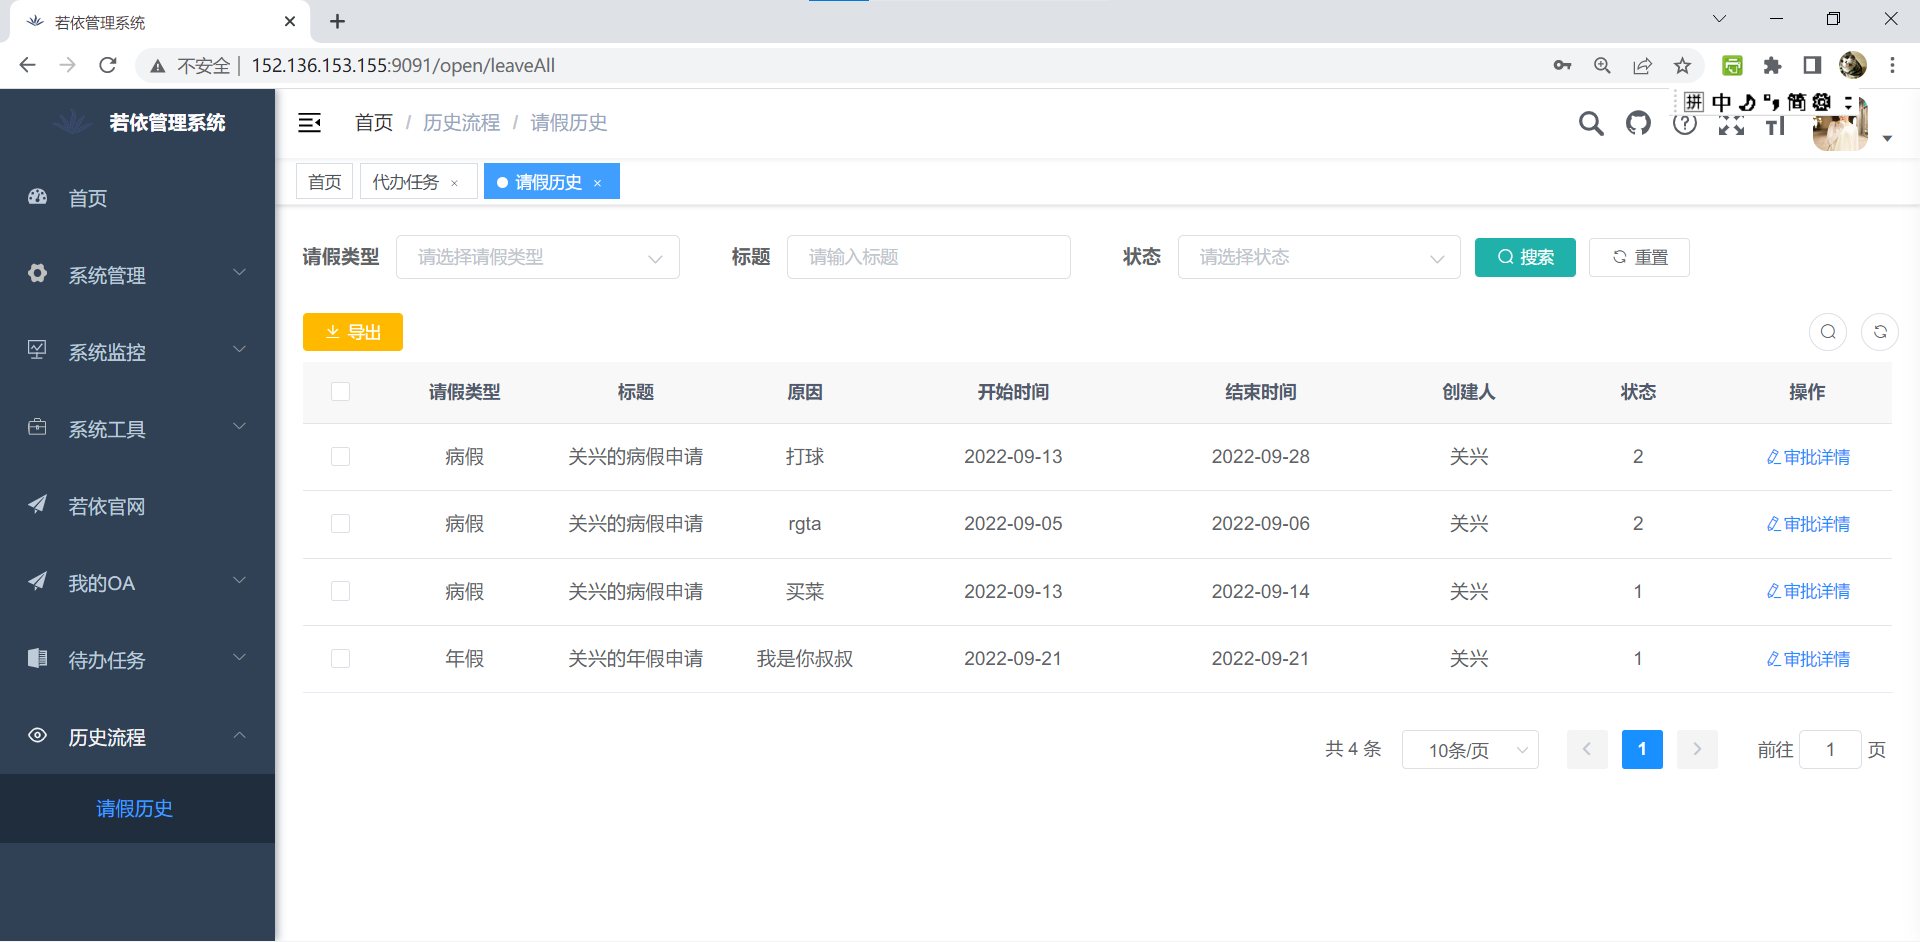 若依管理系统
不安全 152.136.153.155:9091/open/leaveAll
拼 中 简
若依管理系统
首页 / 历史流程 / 请假历史
首页 代办任务 × 请假历史 ×
首页
系统管理
系统监控
系统工具
若依官网
我的OA
待办任务
历史流程
请假历史
请假类型 请选择请假类型 标题 请输入标题 状态 请选择状态 搜索 重置
导出
请假类型 标题 原因 开始时间 结束时间 创建人 状态 操作
病假 关兴的病假申请 打球 2022-09-13 2022-09-28 关兴 2 审批详情
病假 关兴的病假申请 rgta 2022-09-05 2022-09-06 关兴 2 审批详情
病假 关兴的病假申请 买菜 2022-09-13 2022-09-14 关兴 1 审批详情
年假 关兴的年假申请 我是你叔叔 2022-09-21 2022-09-21 关兴 1 审批详情
共 4 条 10条/页 1 前往 1 页